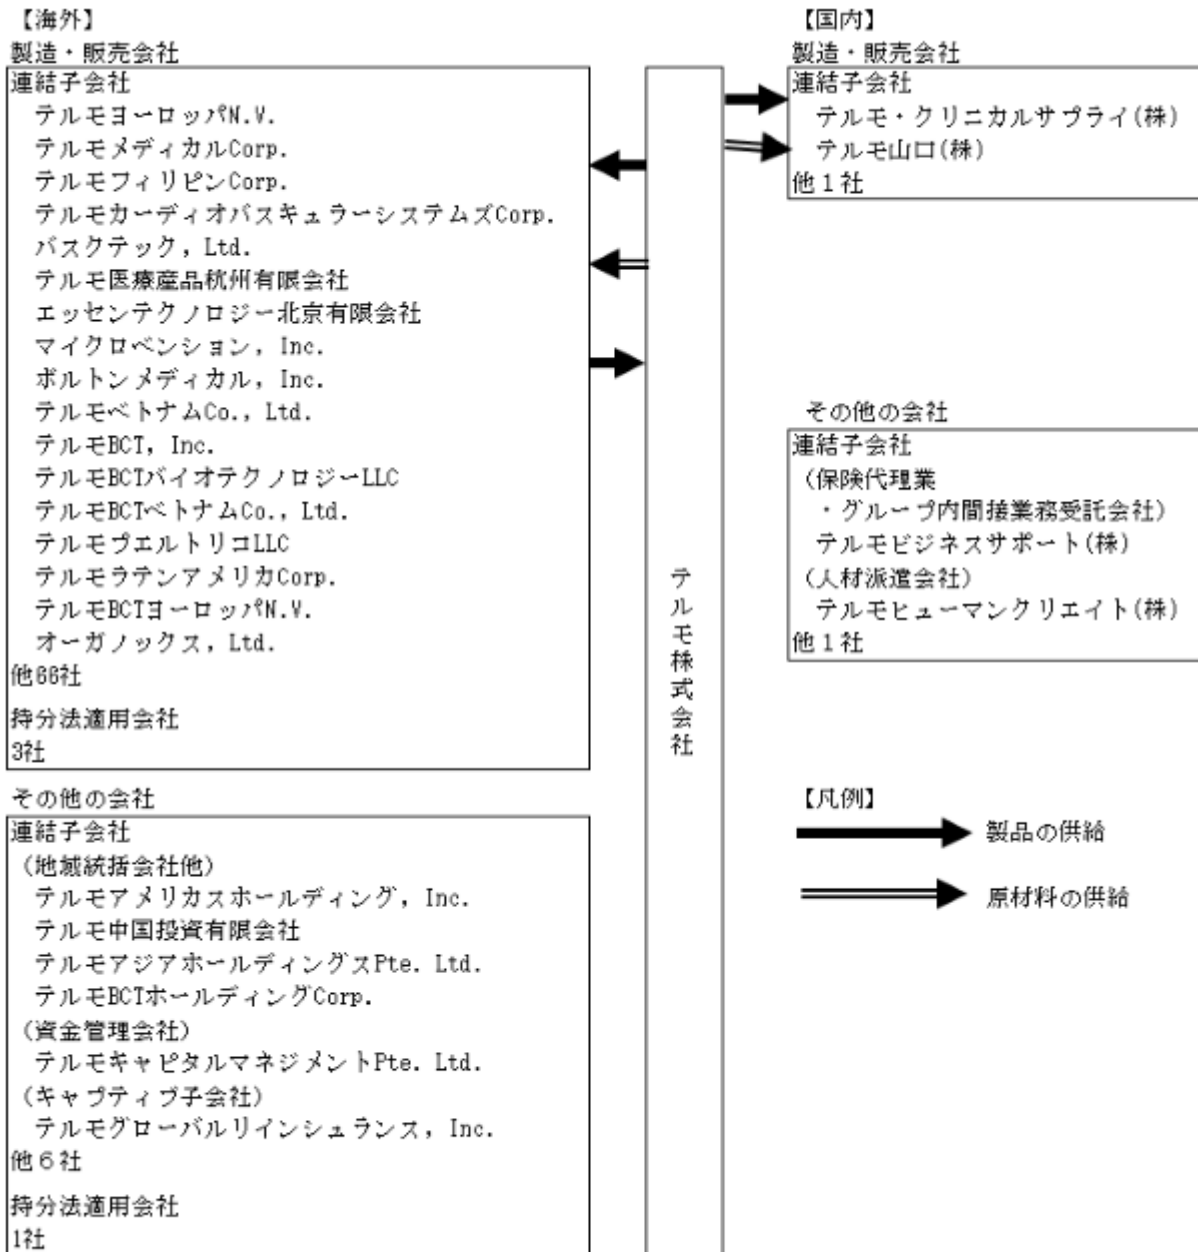 【海外】
製造・販売会社
連結子会社
テルモヨーロッパN.V.
テルモメディカルCorp.
テルモフィリピンCorp.
テルモカーディオバスキュラーシステムズCorp.
バスクテック, Ltd.
テルモ医療産品杭州有限会社
エッセンテクノロジー北京有限会社
マイクロベンション, Inc.
ボルトンメディカル, Inc.
テルモベトナムCo., Ltd.
テルモBCT, Inc.
テルモBCTバイオテクノロジーLLC
テルモBCTベトナムCo., Ltd.
テルモプエルトリコLLC
テルモラテンアメリカCorp.
テルモBCTヨーロッパN.V.
オーガノックス, Ltd.
他66社
持分法適用会社
3社
その他の会社
連結子会社
(地域統括会社他)
テルモアメリカスホールディング, Inc.
テルモ中国投資有限会社
テルモアジアホールディングスPte. Ltd.
テルモBCTホールディングCorp.
(資金管理会社)
テルモキャピタルマネジメントPte. Ltd.
(キャプティブ子会社)
テルモグローバルリインシュランス, Inc.
他6社
持分法適用会社
1社
テルモ株式会社
【国内】
製造・販売会社
連結子会社
テルモ・クリニカルサプライ(株)
テルモ山口(株)
他1社
その他の会社
連結子会社
(保険代理業
・グループ内間接業務受託会社)
テルモビジネスサポート(株)
(人材派遣会社)
テルモヒューマンクリエイト(株)
他1社
【凡例】
製品の供給
原材料の供給